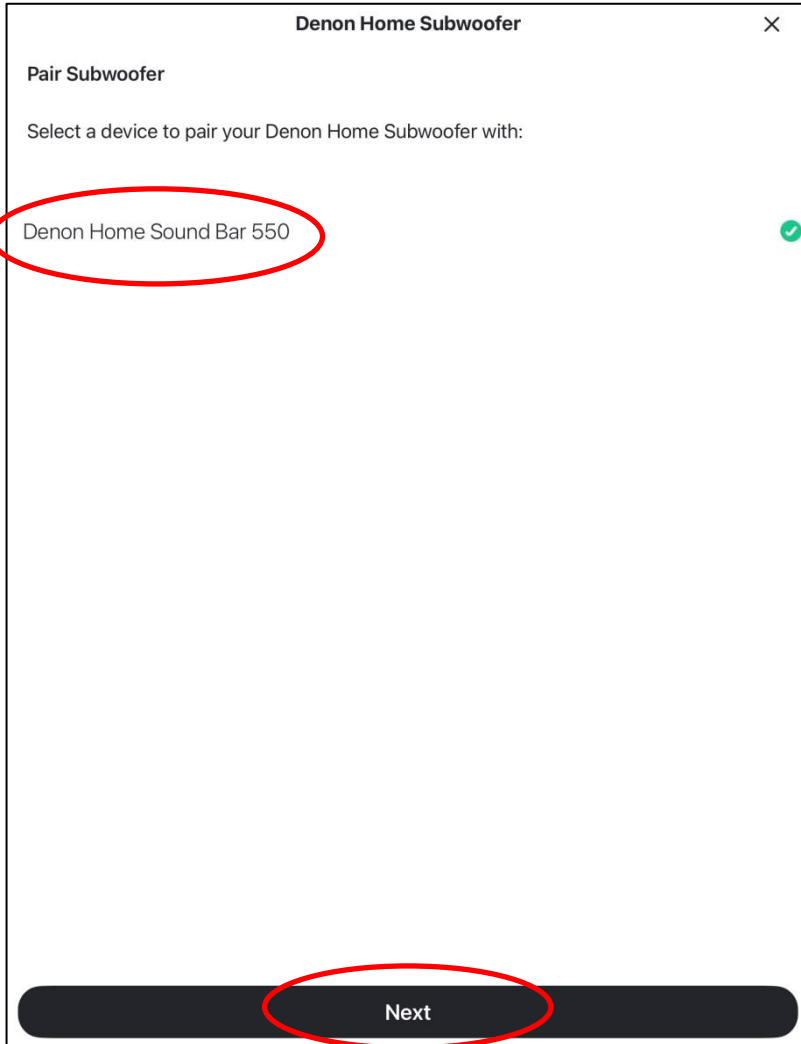 Denon Home Subwoofer
Pair Subwoofer
Select a device to pair your Denon Home Subwoofer with:
Denon Home Sound Bar 550
Next